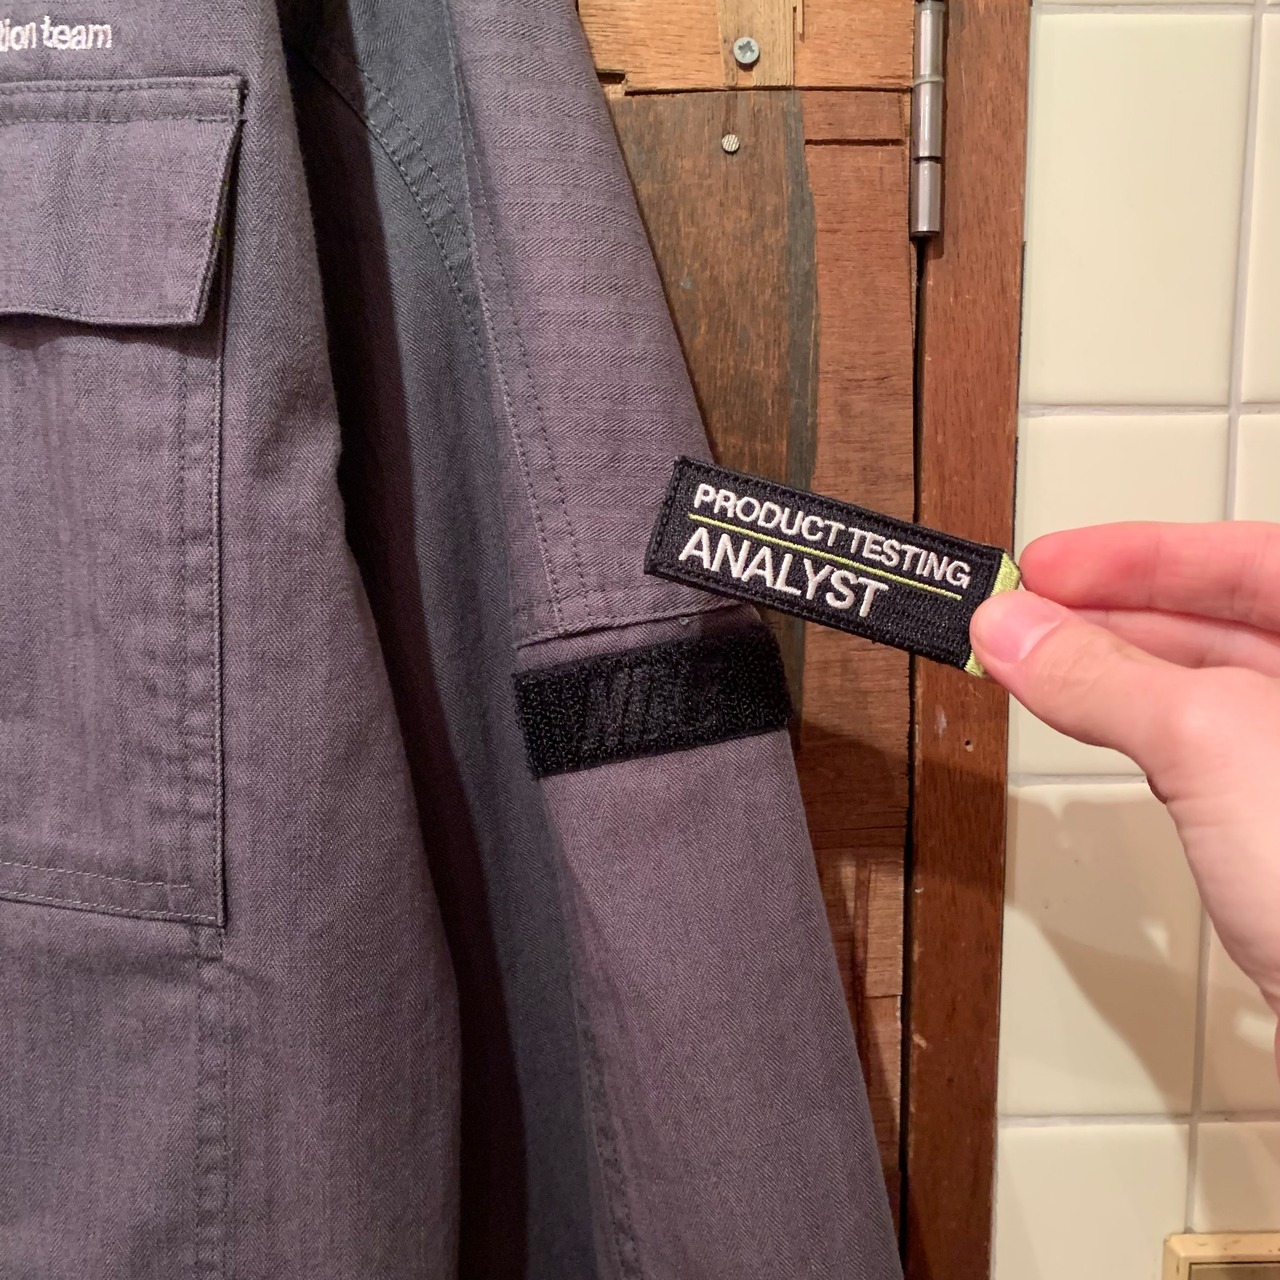 tion team
PRODUCT TESTING
ANALYST